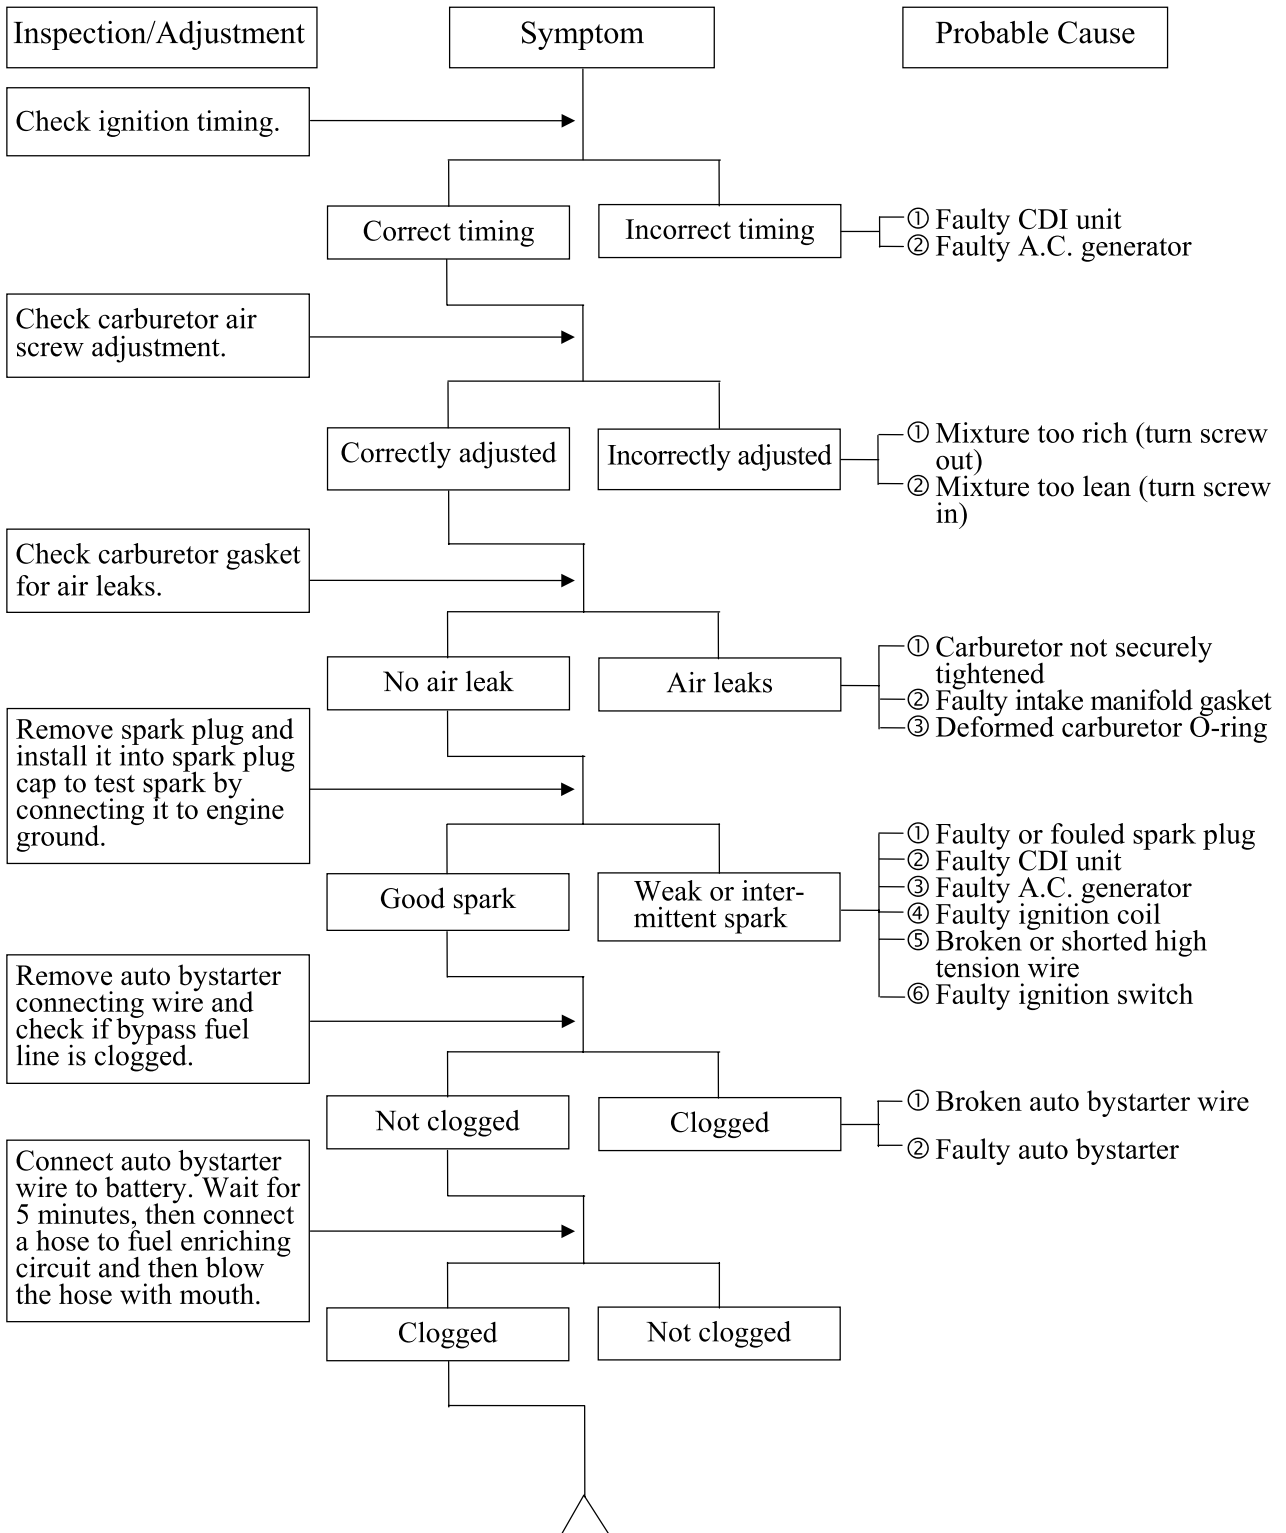 Inspection/Adjustment
Symptom
Probable Cause
Check ignition timing.
Correct timing
Incorrect timing
① Faulty CDI unit
② Faulty A.C. generator
Check carburetor air
screw adjustment.
Correctly adjusted
Incorrectly adjusted
① Mixture too rich (turn screw
out)
② Mixture too lean (turn screw
in)
Check carburetor gasket
for air leaks.
No air leak
Air leaks
① Carburetor not securely
tightened
② Faulty intake manifold gasket
③ Deformed carburetor O-ring
Remove spark plug and
install it into spark plug
cap to test spark by
connecting it to engine
ground.
Good spark
Weak or inter-
mittent spark
① Faulty or fouled spark plug
② Faulty CDI unit
③ Faulty A.C. generator
④ Faulty ignition coil
⑤ Broken or shorted high
tension wire
⑥ Faulty ignition switch
Remove auto bystarter
connecting wire and
check if bypass fuel
line is clogged.
Not clogged
Clogged
① Broken auto bystarter wire
② Faulty auto bystarter
Connect auto bystarter
wire to battery. Wait for
5 minutes, then connect
a hose to fuel enriching
circuit and then blow
the hose with mouth.
Clogged
Not clogged